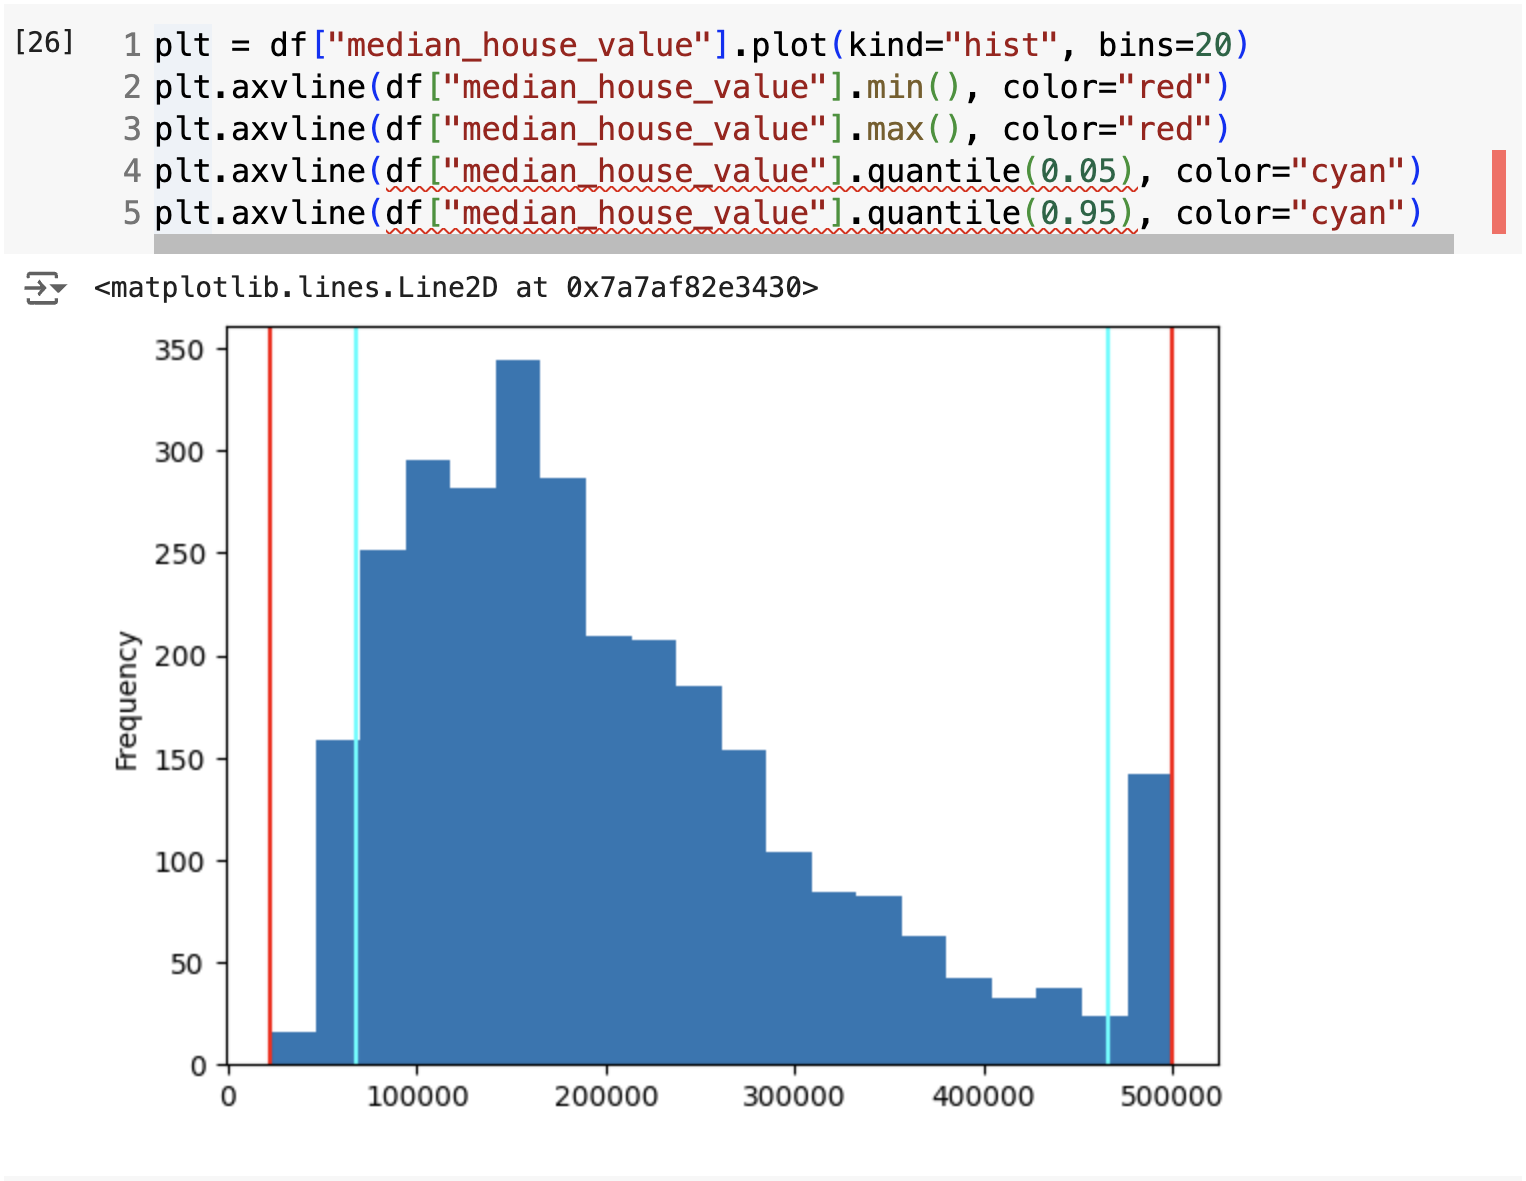 [26] 1 plt = df["median_house_value"].plot(kind="hist", bins=20)
2 plt.axvline(df["median_house_value"].min(), color="red")
3 plt.axvline(df["median_house_value"].max(), color="red")
4 plt.axvline(df["median_house_value"].quantile(0.05), color="cyan")
5 plt.axvline(df["median_house_value"].quantile(0.95), color="cyan")
<matplotlib.lines.Line2D at 0x7a7af82e3430>
350
300
250
200
150
100
50
0
Frequency
0 100000 200000 300000 400000 500000